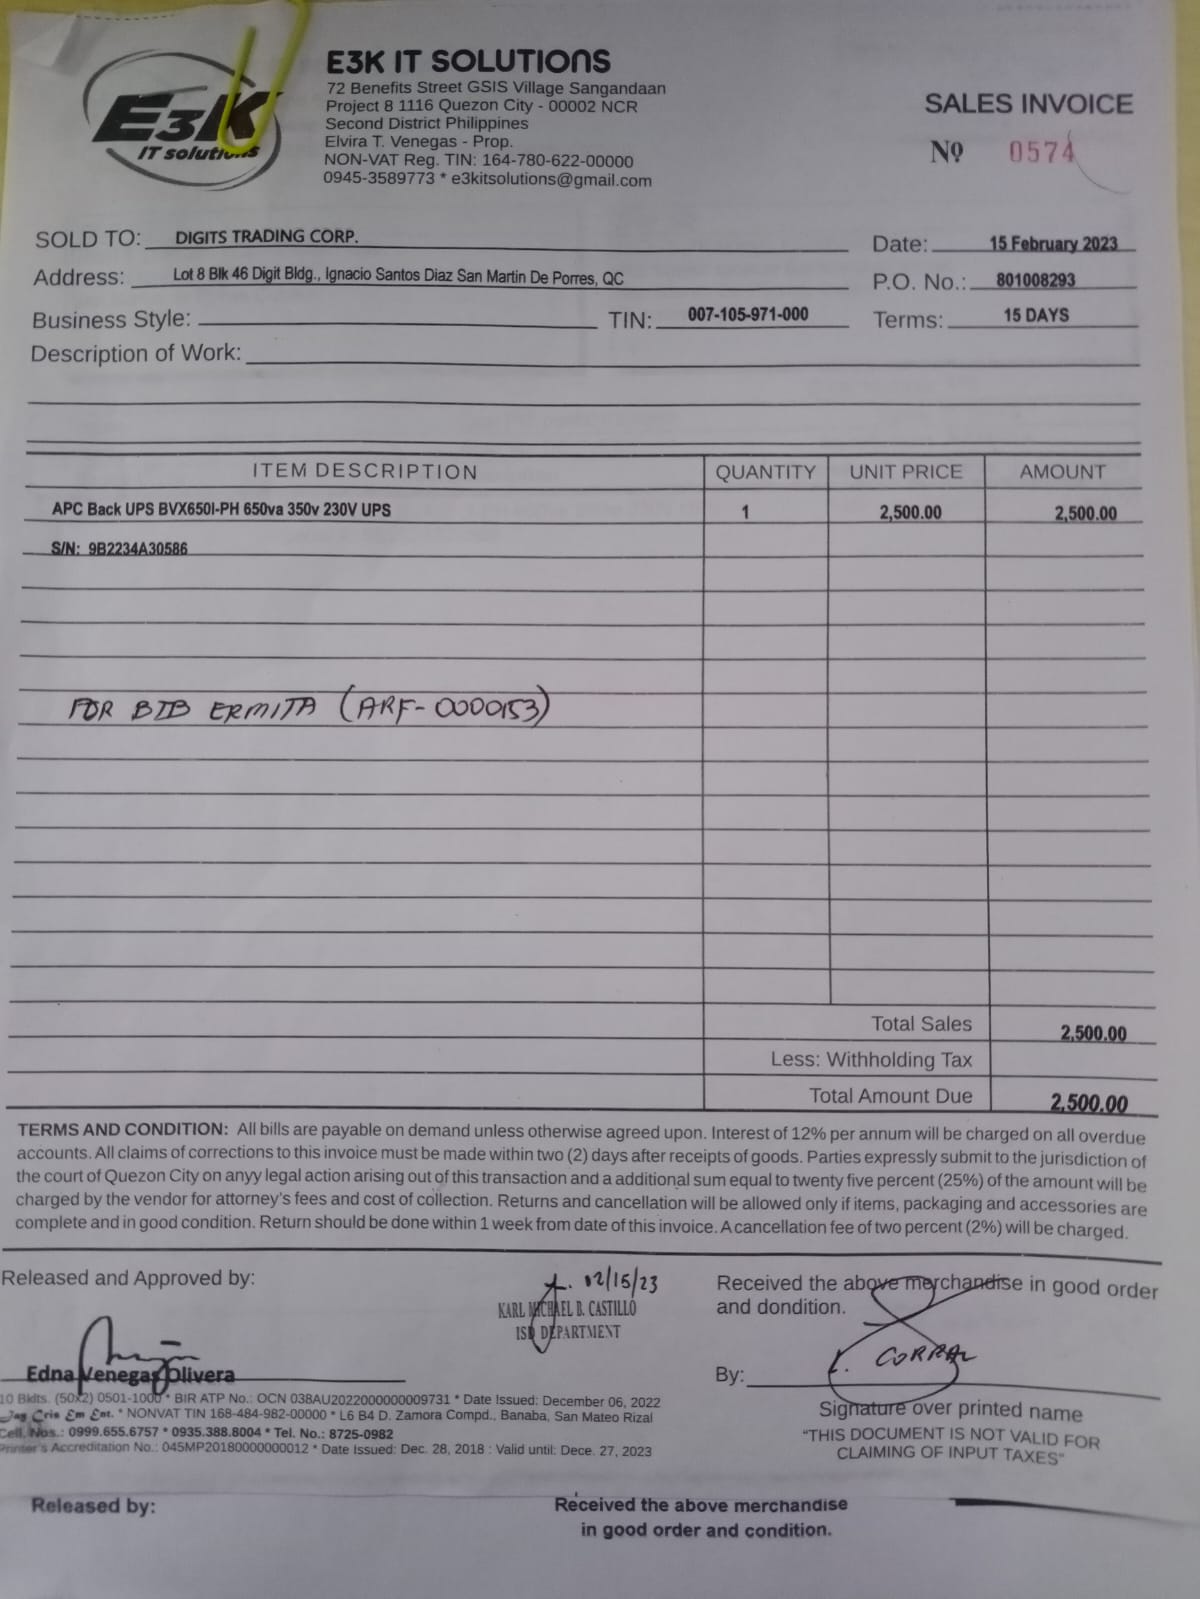 E3K
IT solutions
E3K IT SOLUTIONS
72 Benefits Street GSIS Village Sangandaan
Project 8 1116 Quezon City - 00002 NCR
Second District Philippines
Elvira T. Venegas - Prop.
NON-VAT Reg. TIN: 164-780-622-00000
0945-3589773 * e3kitsolutions@gmail.com
SALES INVOICE
Nº 0574
SOLD TO: DIGITS TRADING CORP.
Date: 15 February 2023
Address: Lot 8 Blk 46 Digit Bldg., Ignacio Santos Diaz San Martin De Porres, QC
P.O. No.: 801008293
Business Style: TIN: 007-105-971-000
Terms: 15 DAYS
Description of Work:
ITEM DESCRIPTION QUANTITY UNIT PRICE AMOUNT
APC Back UPS BVX650I-PH 650va 350v 230V UPS 1 2,500.00 2,500.00
S/N: 9B2234A30586
FOR BTB ERMITA (ARF-0000153)
Total Sales 2,500.00
Less: Withholding Tax
Total Amount Due 2,500.00
TERMS AND CONDITION: All bills are payable on demand unless otherwise agreed upon. Interest of 12% per annum will be charged on all overdue
accounts. All claims of corrections to this invoice must be made within two (2) days after receipts of goods. Parties expressly submit to the jurisdiction of
the court of Quezon City on anyy legal action arising out of this transaction and a additional sum equal to twenty five percent (25%) of the amount will be
charged by the vendor for attorney's fees and cost of collection. Returns and cancellation will be allowed only if items, packaging and accessories are
complete and in good condition. Return should be done within 1 week from date of this invoice. A cancellation fee of two percent (2%) will be charged.
Released and Approved by:
02/15/23
KARL MICHAEL B. CASTILLO
ISD DEPARTMENT
Received the above merchandise in good order
and dondition.
Edna Venegas Olivera
By: L. CORRAL
Signature over printed name
"THIS DOCUMENT IS NOT VALID FOR
CLAIMING OF INPUT TAXES"
10 Bklts. (50x2) 0501-1000 * BIR ATP No.: OCN 038AU2022000000009731 * Date Issued: December 06, 2022
Jag Cris Em Ent. * NONVAT TIN 168-484-982-00000 * L6 B4 D. Zamora Compd., Banaba, San Mateo Rizal
Cell. Nos.: 0999.655.6757 * 0935.388.8004 * Tel. No.: 8725-0982
Printer's Accreditation No.: 045MP20180000000012 * Date Issued: Dec. 28, 2018 : Valid until: Dece. 27, 2023
Released by:
Received the above merchandise
in good order and condition.